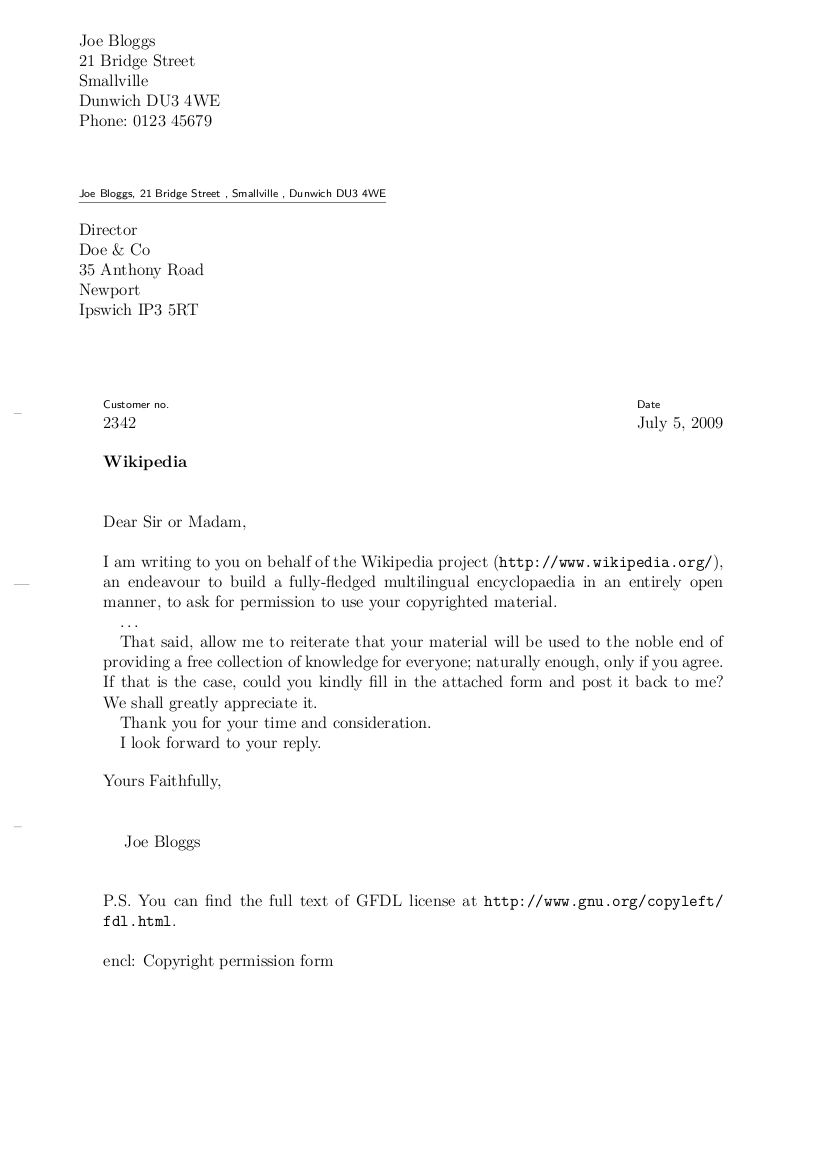 Joe Bloggs
21 Bridge Street
Smallville
Dunwich DU3 4WE
Phone: 0123 45679
Joe Bloggs, 21 Bridge Street , Smallville , Dunwich DU3 4WE
Director
Doe & Co
35 Anthony Road
Newport
Ipswich IP3 5RT
Customer no.
Date
2342
July 5, 2009
Wikipedia
Dear Sir or Madam,
I am writing to you on behalf of the Wikipedia project (http://www.wikipedia.org/),
an endeavour to build a fully-fledged multilingual encyclopaedia in an entirely open
manner, to ask for permission to use your copyrighted material.
...
That said, allow me to reiterate that your material will be used to the noble end of
providing a free collection of knowledge for everyone; naturally enough, only if you agree.
If that is the case, could you kindly fill in the attached form and post it back to me?
We shall greatly appreciate it.
Thank you for your time and consideration.
I look forward to your reply.
Yours Faithfully,
Joe Bloggs
P.S. You can find the full text of GFDL license at http://www.gnu.org/copyleft/
fdl.html.
encl: Copyright permission form